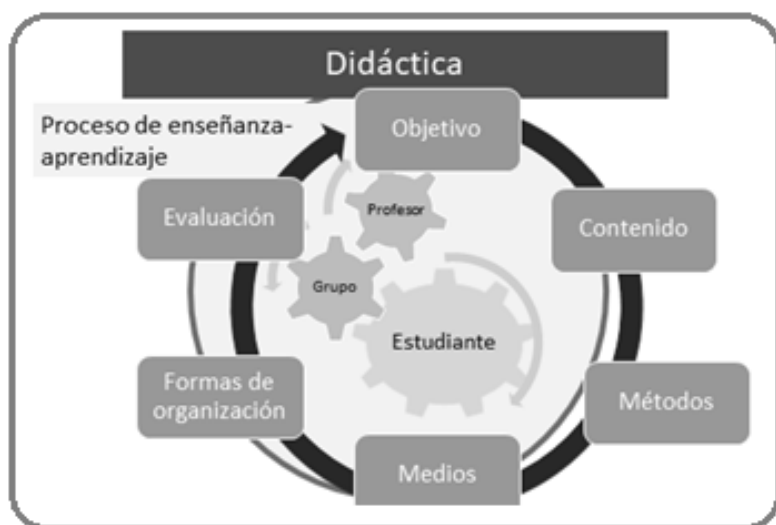 Didáctica
Proceso de enseñanza-
aprendizaje
Objetivo
Profesor
Evaluación
Contenido
Grupo
Estudiante
Formas de
organización
Métodos
Medios